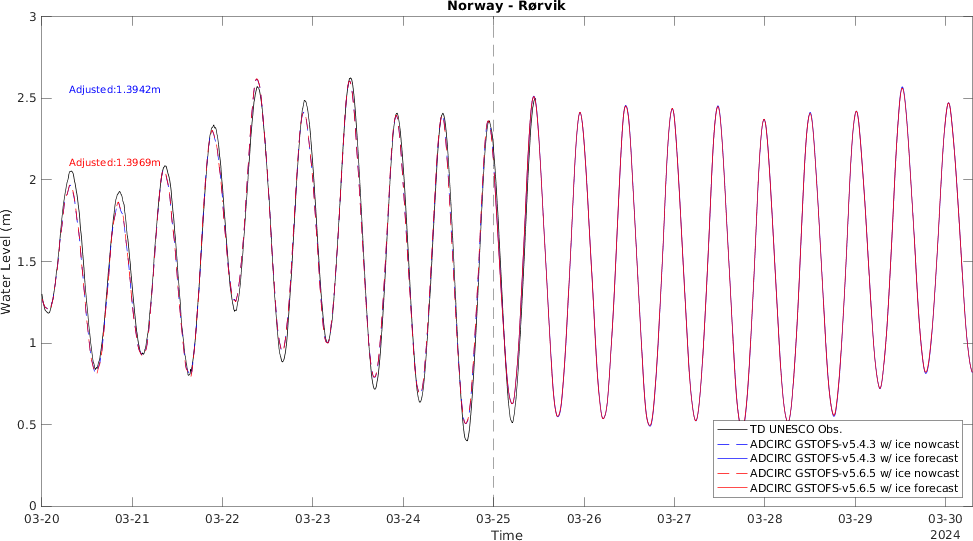 Norway - Rørvik
3
2.5
2
1.5
1
0.5
0
Water Level (m)
Adjusted:1.3942m
Adjusted:1.3969m
TD UNESCO Obs.
ADCIRC GSTOFS-v5.4.3 w/ ice nowcast
ADCIRC GSTOFS-v5.4.3 w/ ice forecast
ADCIRC GSTOFS-v5.6.5 w/ ice nowcast
ADCIRC GSTOFS-v5.6.5 w/ ice forecast
03-20 03-21 03-22 03-23 03-24 03-25 03-26 03-27 03-28 03-29 03-30
2024
Time